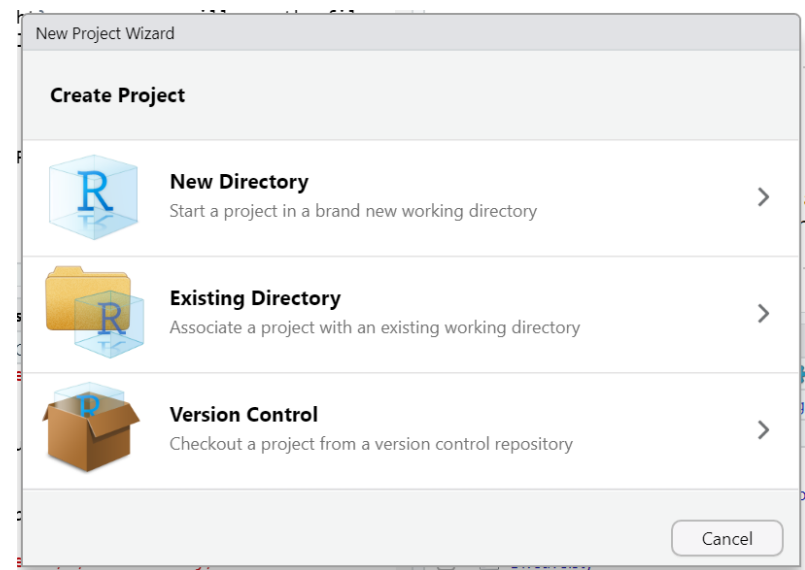 New Project Wizard
Create Project
R
New Directory
Start a project in a brand new working directory
R
Existing Directory
Associate a project with an existing working directory
R
Version Control
Checkout a project from a version control repository
Cancel